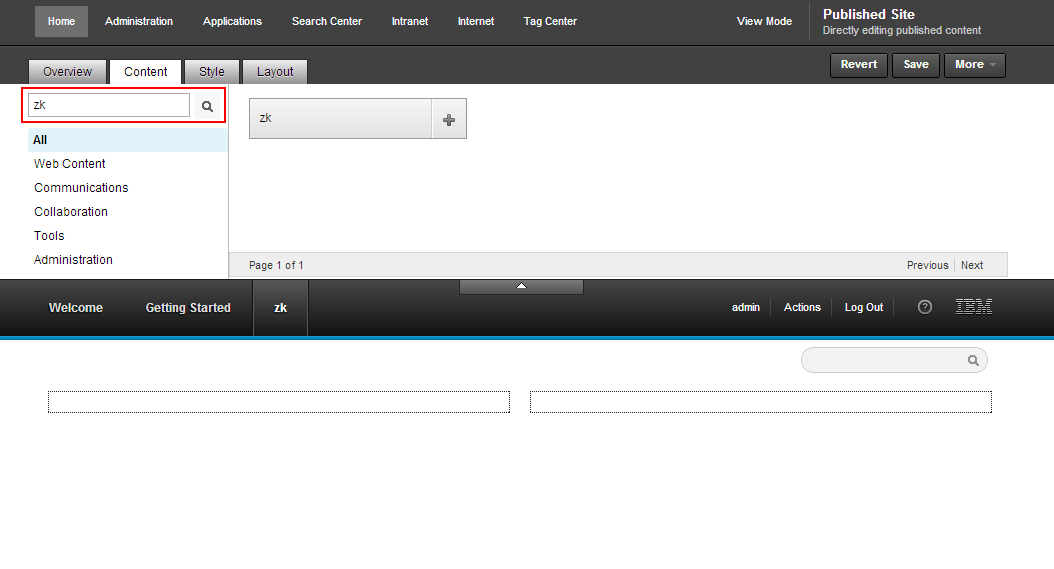 Home Administration Applications Search Center Intranet Internet Tag Center View Mode Published Site
Directly editing published content
Overview Content Style Layout Revert Save More
zk
zk
All
Web Content
Communications
Collaboration
Tools
Administration
Page 1 of 1 Previous Next
Welcome Getting Started zk admin Actions Log Out ? IBM